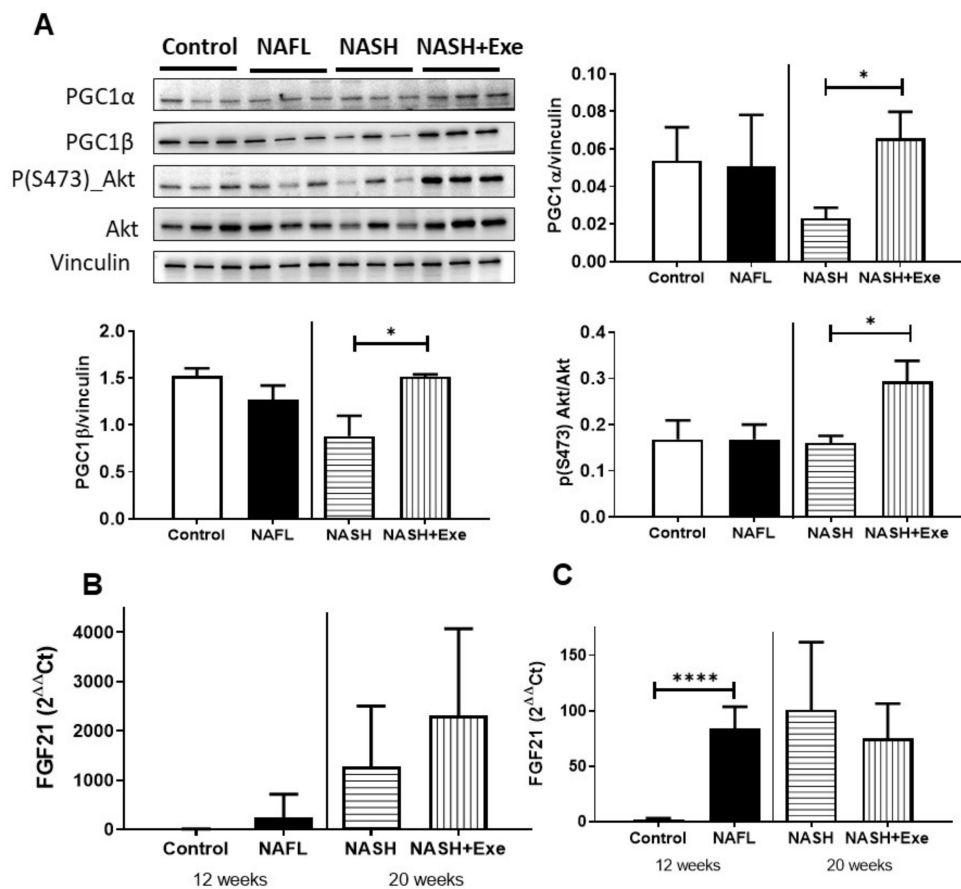 A
Control NAFL NASH NASH+Exe
PGC1α
PGC1β
P(S473)_Akt
Akt
Vinculin
PGC1α/vinculin
0.10
0.08
0.06
0.04
0.02
0.00
*
Control NAFL NASH NASH+Exe
PGC1β/vinculin
2.0
1.5
1.0
0.5
0.0
*
Control NAFL NASH NASH+Exe
p(S473) Akt/Akt
0.4
0.3
0.2
0.1
0.0
*
Control NAFL NASH NASH+Exe
B
FGF21 (2^ΔΔCt)
4000
3000
2000
1000
0
Control NAFL NASH NASH+Exe
12 weeks 20 weeks
C
FGF21 (2^ΔΔCt)
150
100
50
0
****
Control NAFL NASH NASH+Exe
12 weeks 20 weeks